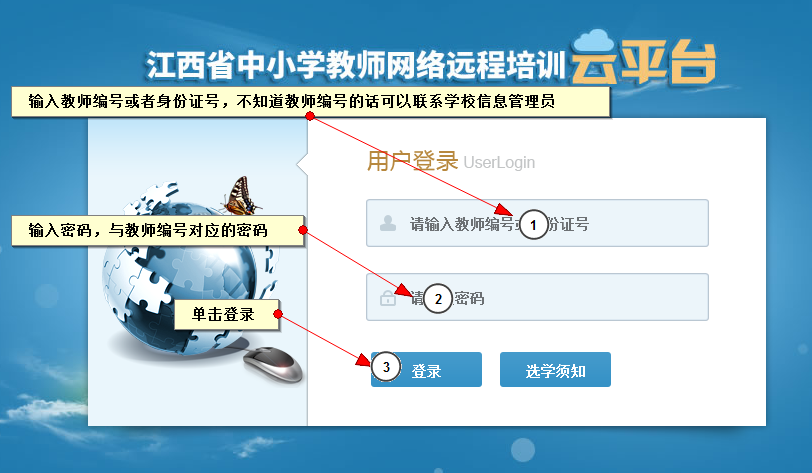 江西省中小学教师网络远程培训云平台
输入教师编号或者身份证号，不知道教师编号的话可以联系学校信息管理员
用户登录 UserLogin
请输入教师编号或 份证号
1
输入密码，与教师编号对应的密码
请 密码
2
单击登录
3
登录
选学须知